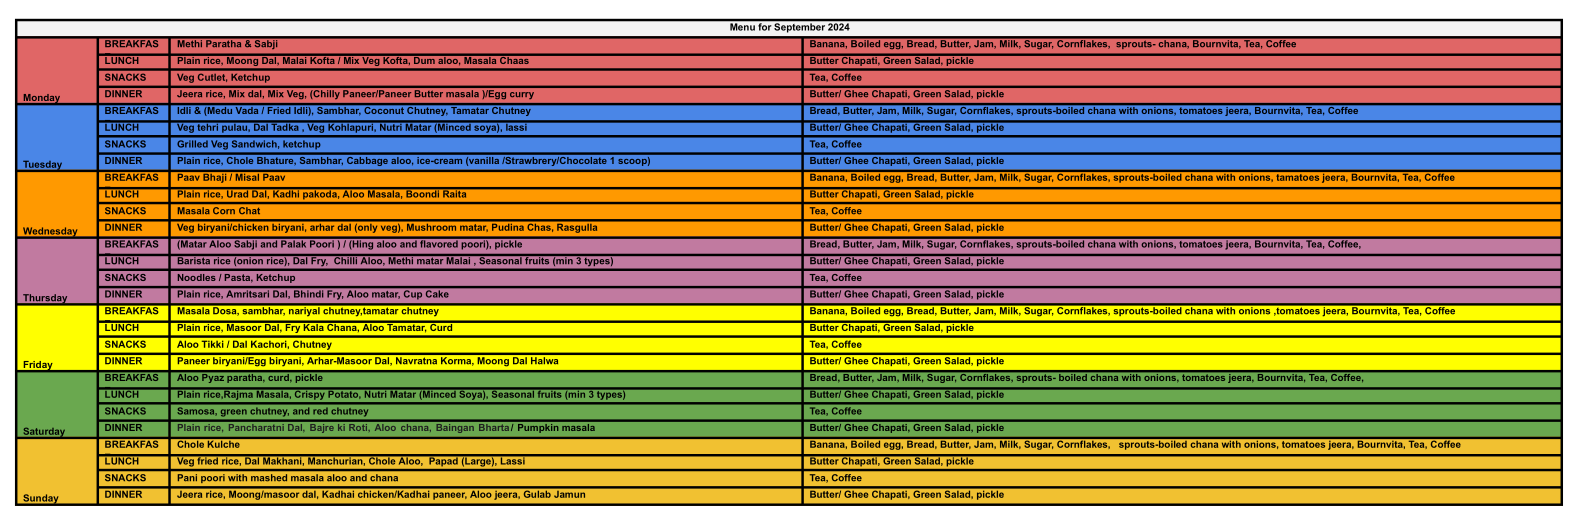 Menu for September 2024
Monday
BREAKFAS Methi Paratha & Sabji Banana, Boiled egg, Bread, Butter, Jam, Milk, Sugar, Cornflakes, sprouts- chana, Bournvita, Tea, Coffee
LUNCH Plain rice, Moong Dal, Malai Kofta / Mix Veg Kofta, Dum aloo, Masala Chaas Butter Chapati, Green Salad, pickle
SNACKS Veg Cutlet, Ketchup Tea, Coffee
DINNER Jeera rice, Mix dal, Mix Veg, (Chilly Paneer/Paneer Butter masala )/Egg curry Butter/ Ghee Chapati, Green Salad, pickle
Tuesday
BREAKFAS Idli & (Medu Vada / Fried Idli), Sambhar, Coconut Chutney, Tamatar Chutney Bread, Butter, Jam, Milk, Sugar, Cornflakes, sprouts-boiled chana with onions, tomatoes jeera, Bournvita, Tea, Coffee
LUNCH Veg tehri pulau, Dal Tadka , Veg Kohlapuri, Nutri Matar (Minced soya), lassi Butter/ Ghee Chapati, Green Salad, pickle
SNACKS Grilled Veg Sandwich, ketchup Tea, Coffee
DINNER Plain rice, Chole Bhature, Sambhar, Cabbage aloo, ice-cream (vanilla /Strawbrery/Chocolate 1 scoop) Butter/ Ghee Chapati, Green Salad, pickle
Wednesday
BREAKFAS Paav Bhaji / Misal Paav Banana, Boiled egg, Bread, Butter, Jam, Milk, Sugar, Cornflakes, sprouts-boiled chana with onions, tamatoes jeera, Bournvita, Tea, Coffee
LUNCH Plain rice, Urad Dal, Kadhi pakoda, Aloo Masala, Boondi Raita Butter Chapati, Green Salad, pickle
SNACKS Masala Corn Chat Tea, Coffee
DINNER Veg biryani/chicken biryani, arhar dal (only veg), Mushroom matar, Pudina Chas, Rasgulla Butter/ Ghee Chapati, Green Salad, pickle
Thursday
BREAKFAS (Matar Aloo Sabji and Palak Poori ) / (Hing aloo and flavored poori), pickle Bread, Butter, Jam, Milk, Sugar, Cornflakes, sprouts-boiled chana with onions, tomatoes jeera, Bournvita, Tea, Coffee,
LUNCH Barista rice (onion rice), Dal Fry, Chilli Aloo, Methi matar Malai , Seasonal fruits (min 3 types) Butter/ Ghee Chapati, Green Salad, pickle
SNACKS Noodles / Pasta, Ketchup Tea, Coffee
DINNER Plain rice, Amritsari Dal, Bhindi Fry, Aloo matar, Cup Cake Butter/ Ghee Chapati, Green Salad, pickle
Friday
BREAKFAS Masala Dosa, sambhar, nariyal chutney,tamatar chutney Banana, Boiled egg, Bread, Butter, Jam, Milk, Sugar, Cornflakes, sprouts-boiled chana with onions ,tomatoes jeera, Bournvita, Tea, Coffee
LUNCH Plain rice, Masoor Dal, Fry Kala Chana, Aloo Tamatar, Curd Butter Chapati, Green Salad, pickle
SNACKS Aloo Tikki / Dal Kachori, Chutney Tea, Coffee
DINNER Paneer biryani/Egg biryani, Arhar-Masoor Dal, Navratna Korma, Moong Dal Halwa Butter/ Ghee Chapati, Green Salad, pickle
Saturday
BREAKFAS Aloo Pyaz paratha, curd, pickle Bread, Butter, Jam, Milk, Sugar, Cornflakes, sprouts- boiled chana with onions, tomatoes jeera, Bournvita, Tea, Coffee,
LUNCH Plain rice,Rajma Masala, Crispy Potato, Nutri Matar (Minced Soya), Seasonal fruits (min 3 types) Butter/ Ghee Chapati, Green Salad, pickle
SNACKS Samosa, green chutney, and red chutney Tea, Coffee
DINNER Plain rice, Pancharatni Dal, Bajre ki Roti, Aloo chana, Baingan Bharta/ Pumpkin masala Butter/ Ghee Chapati, Green Salad, pickle
Sunday
BREAKFAS Chole Kulche Banana, Boiled egg, Bread, Butter, Jam, Milk, Sugar, Cornflakes, sprouts-boiled chana with onions, tomatoes jeera, Bournvita, Tea, Coffee
LUNCH Veg fried rice, Dal Makhani, Manchurian, Chole Aloo, Papad (Large), Lassi Butter Chapati, Green Salad, pickle
SNACKS Pani poori with mashed masala aloo and chana Tea, Coffee
DINNER Jeera rice, Moong/masoor dal, Kadhai chicken/Kadhai paneer, Aloo jeera, Gulab Jamun Butter/ Ghee Chapati, Green Salad, pickle